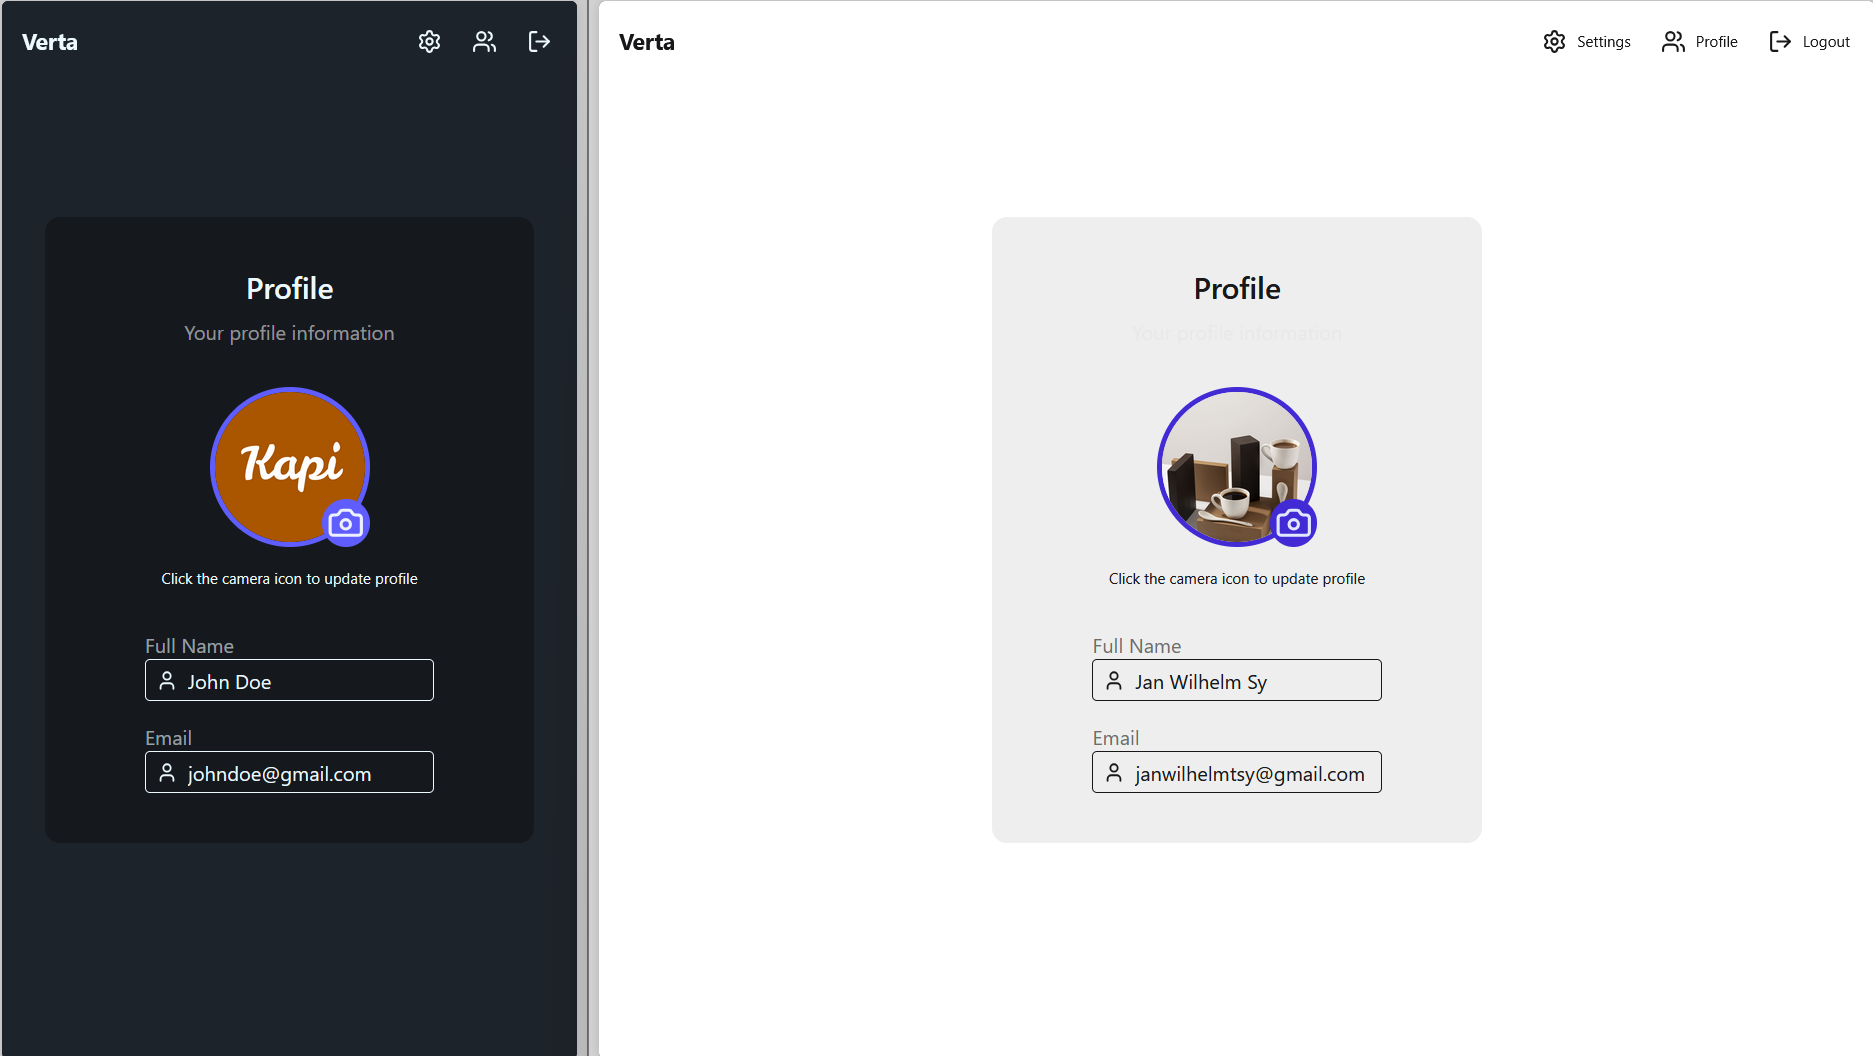 Verta
Profile
Your profile information
Kapi
Click the camera icon to update profile
Full Name
John Doe
Email
johndoe@gmail.com
Verta
Settings
Profile
Logout
Profile
Your profile information
Click the camera icon to update profile
Full Name
Jan Wilhelm Sy
Email
janwilhelmtsy@gmail.com